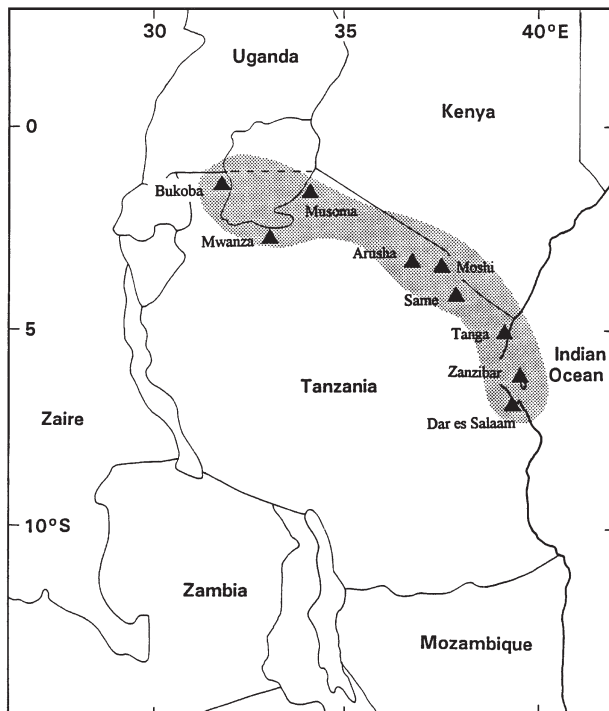 30
35
40°E
Uganda
Kenya
0
Bukoba
Musoma
Mwanza
Arusha
Moshi
Same
5
Tanga
Indian
Ocean
Zanzibar
Tanzania
Zaire
Dar es Salaam
10°S
Zambia
Mozambique